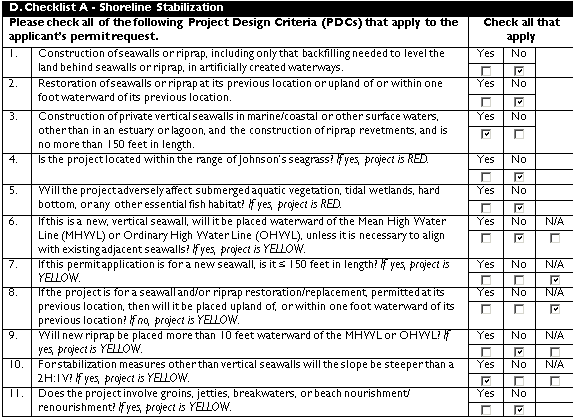 D. Checklist A - Shoreline Stabilization
Please check all of the following Project Design Criteria (PDCs) that apply to the applicant's permit request.
Check all that apply
1. Construction of seawalls or riprap, including only that backfilling needed to level the
land behind seawalls or riprap, in artificially created waterways.
Yes No
2. Restoration of seawalls or riprap at its previous location or upland of or within one
foot waterward of its previous location.
Yes No
3. Construction of private vertical seawalls in marine/coastal or other surface waters,
other than in an estuary or lagoon, and the construction of riprap revetments, and is
no more than 150 feet in length.
Yes No
4. Is the project located within the range of Johnson's seagrass? If yes, project is RED.
Yes No
5. Will the project adversely affect submerged aquatic vegetation, tidal wetlands, hard
bottom, or any other essential fish habitat? If yes, project is RED.
Yes No
6. If this is a new, vertical seawall, will it be placed waterward of the Mean High Water
Line (MHWL) or Ordinary High Water Line (OHWL), unless it is necessary to align
with existing adjacent seawalls? If yes, project is YELLOW.
Yes No N/A
7. If this permit application is for a new seawall, is it ≤ 150 feet in length? If yes, project is
YELLOW.
Yes No N/A
8. If the project is for a seawall and/or riprap restoration/replacement, permitted at its
previous location, then will it be placed upland of, or within one foot waterward of its
previous location? If no, project is YELLOW.
Yes No N/A
9. Will new riprap be placed more than 10 feet waterward of the MHWL or OHWL? If
yes, project is YELLOW.
Yes No N/A
10. For stabilization measures other than vertical seawalls will the slope be steeper than a
2H:1V? If yes, project is YELLOW.
Yes No N/A
11. Does the project involve groins, jetties, breakwaters, or beach nourishment/
renourishment? If yes, project is YELLOW.
Yes No